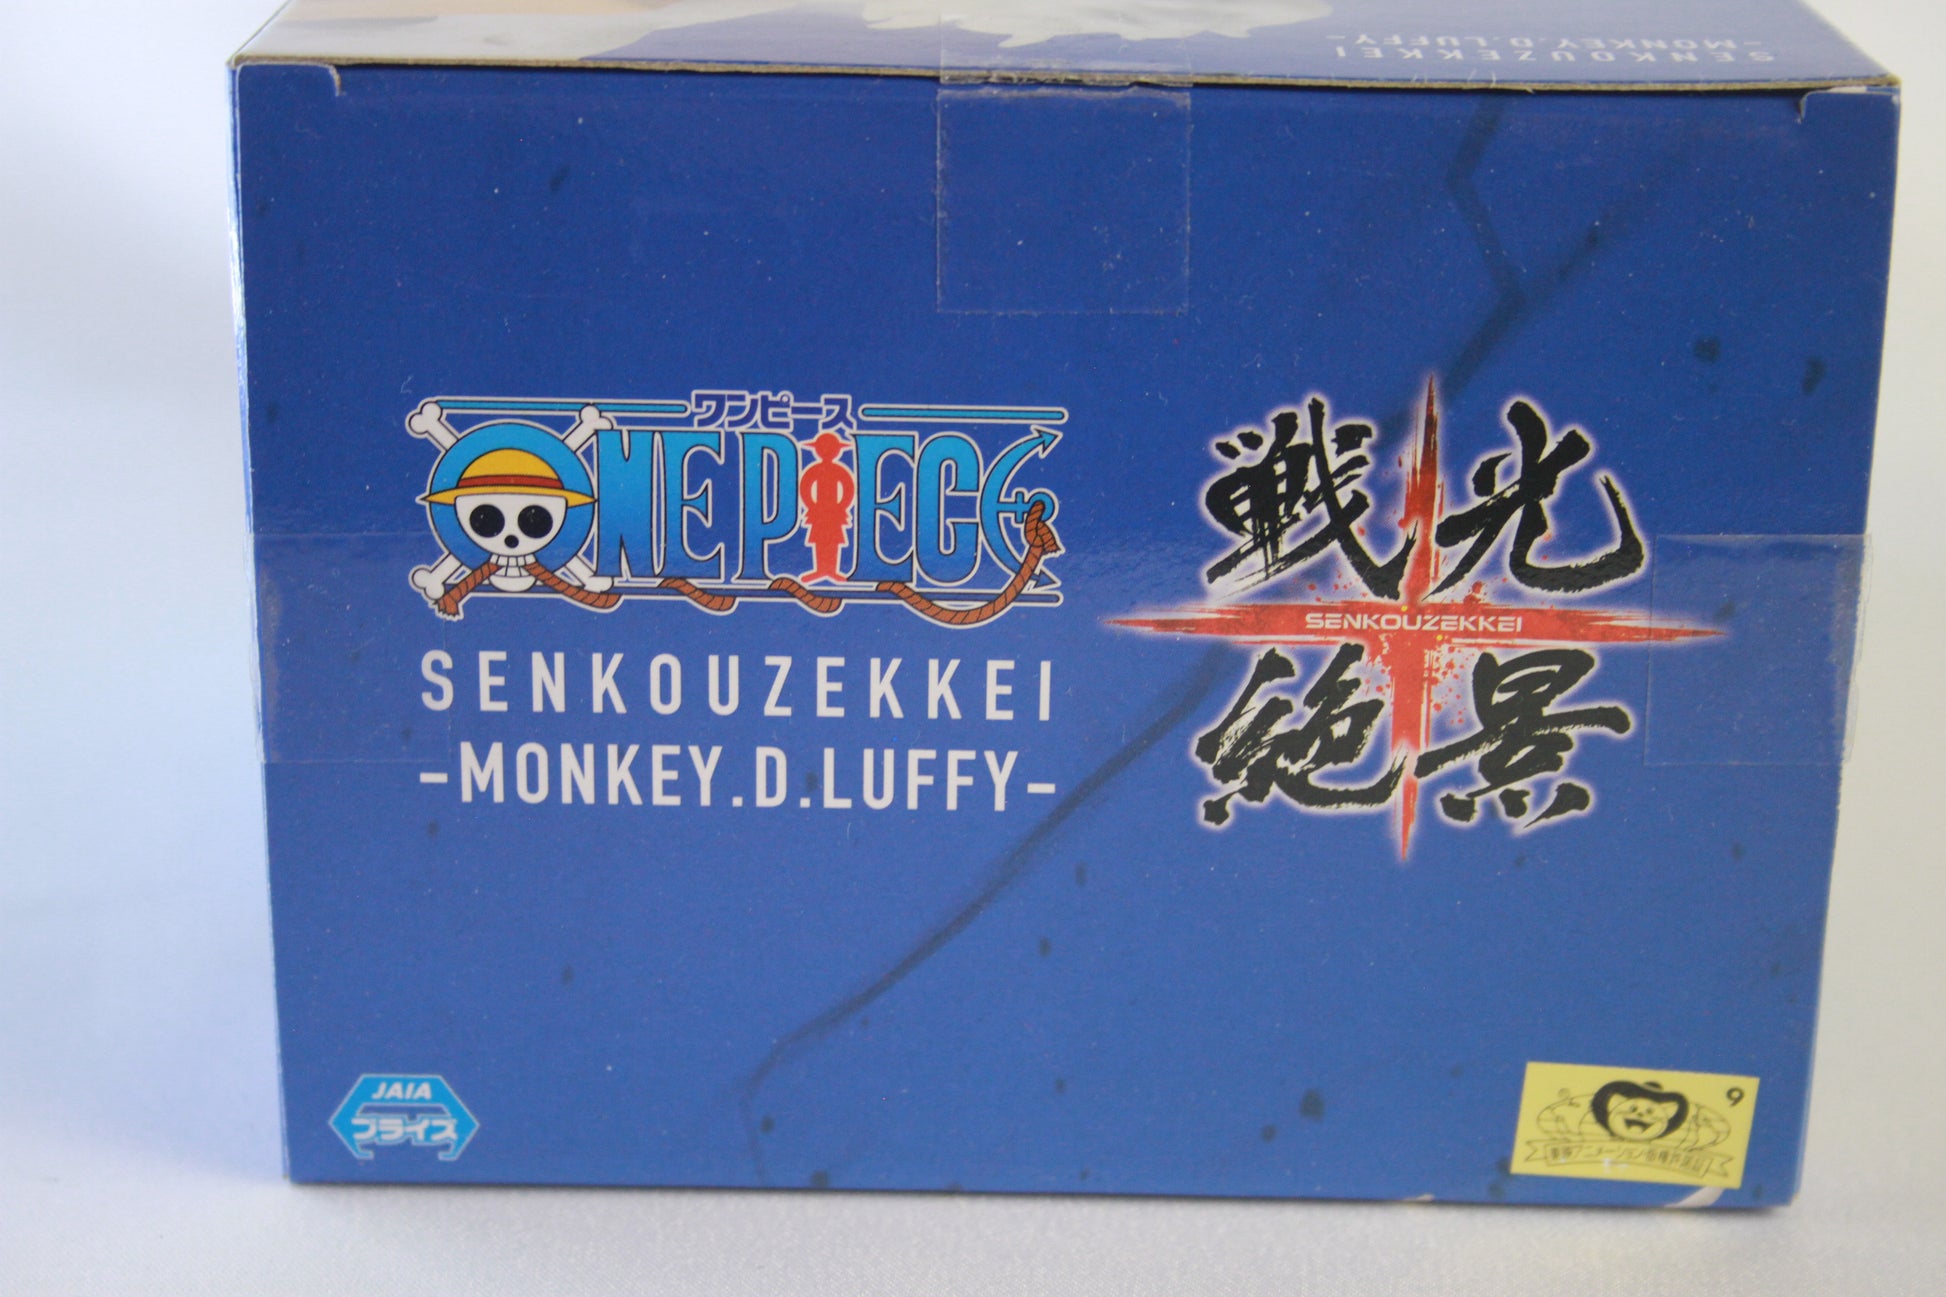 SENKOUZEKKEI
-MONKEY.D.LUFFY-
ワンピース
ONE PIECE
SENKOUZEKKEI
-MONKEY.D.LUFFY-
戦光
SENKOUZEKKEI
絶景
JAIA
プライズ
9